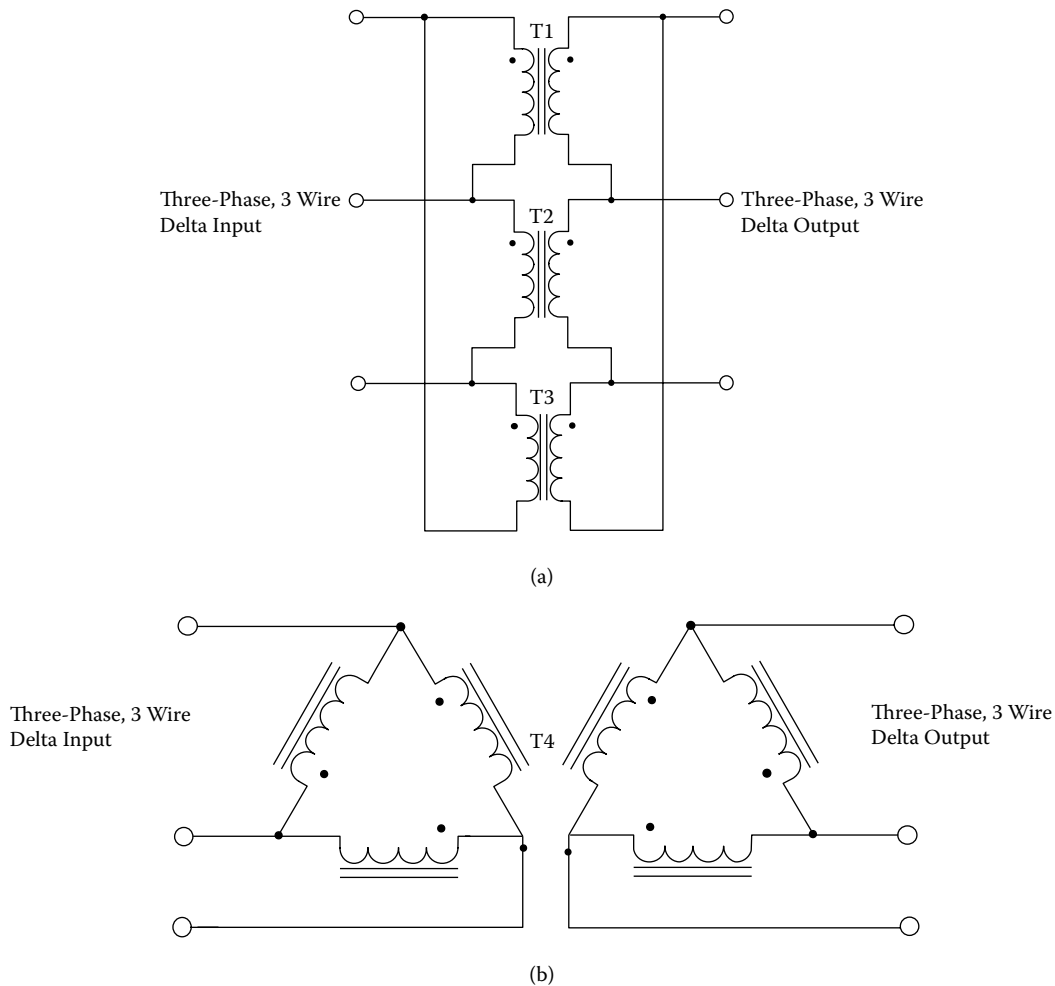 T1
Three-Phase, 3 Wire
Delta Input
T2
Three-Phase, 3 Wire
Delta Output
T3
(a)
Three-Phase, 3 Wire
Delta Input
T4
Three-Phase, 3 Wire
Delta Output
(b)